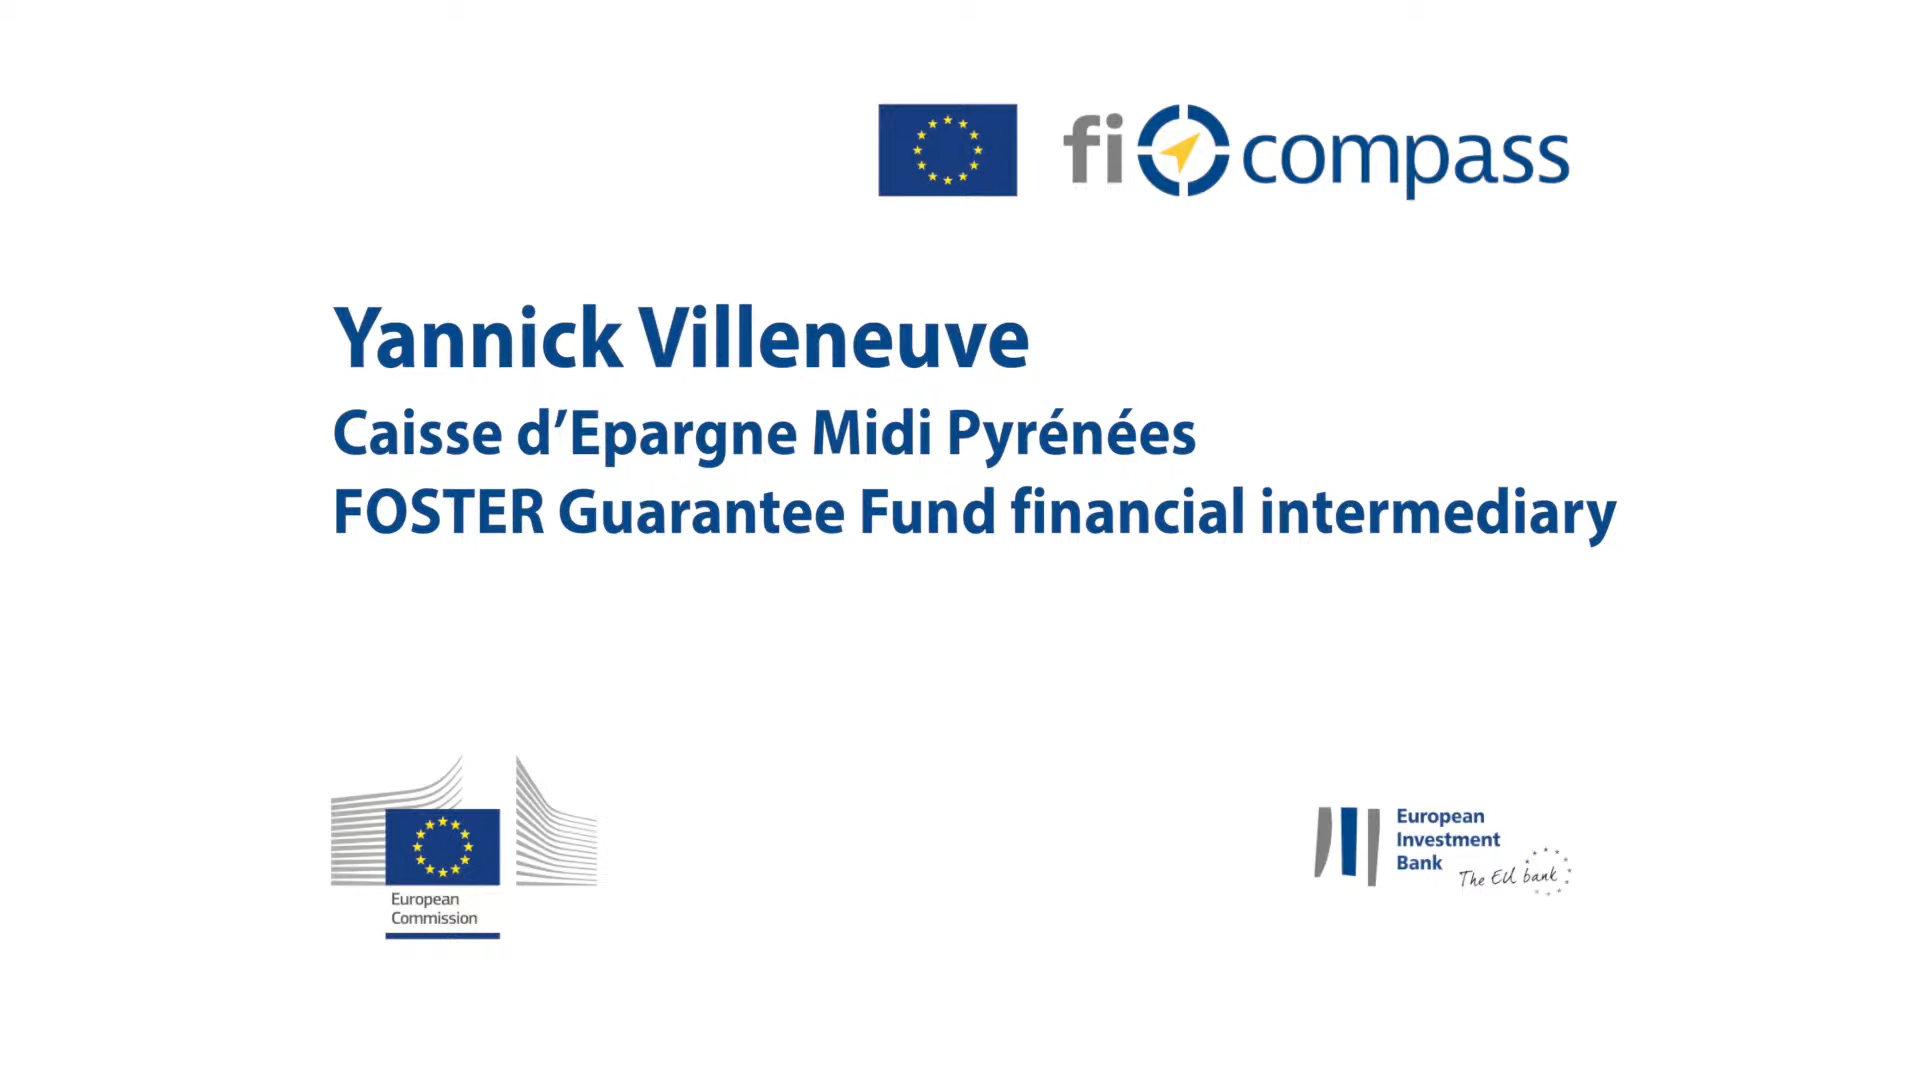 fi compass
Yannick Villeneuve
Caisse d’Epargne Midi Pyrénées
FOSTER Guarantee Fund financial intermediary
European
Commission
European
Investment
Bank
The EU bank